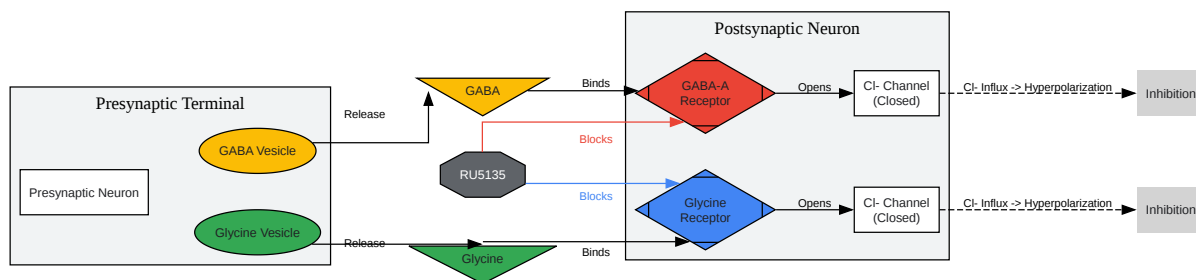 Presynaptic Terminal
Presynaptic Neuron
GABA Vesicle
Glycine Vesicle
Release
Release
GABA
RU5135
Glycine
Binds
Blocks
Blocks
Binds
Postsynaptic Neuron
GABA-A
Receptor
Glycine
Receptor
Opens
Opens
Cl- Channel
(Closed)
Cl- Channel
(Closed)
Cl- Influx -> Hyperpolarization
Cl- Influx -> Hyperpolarization
Inhibition
Inhibition